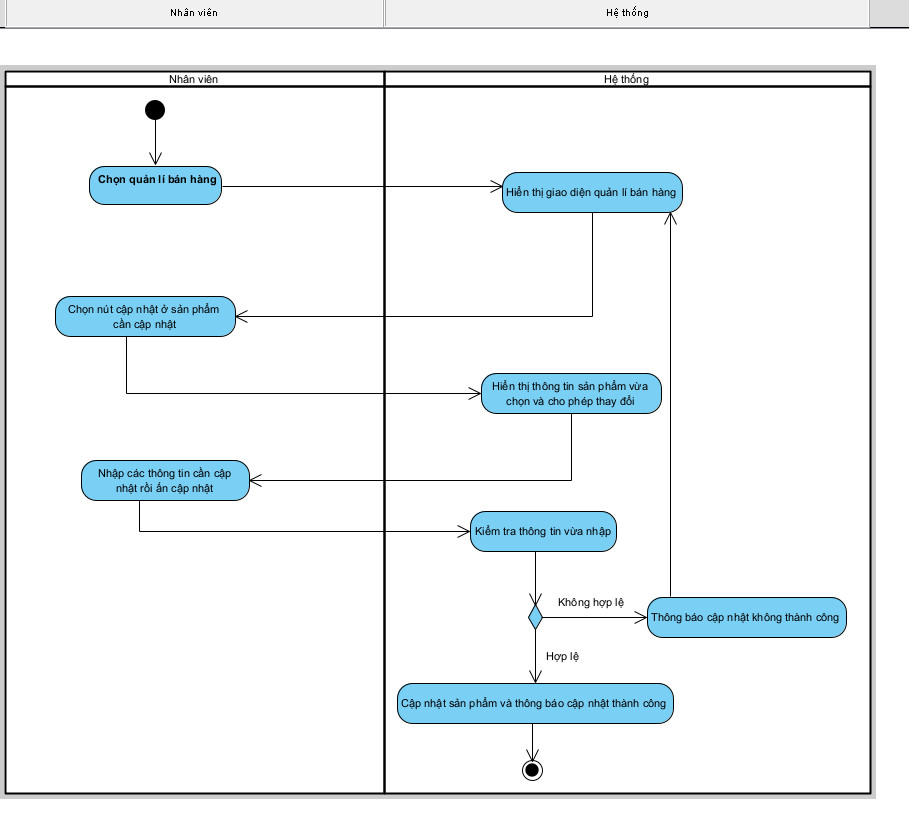 Nhân viên
Hệ thống
Nhân viên
Hệ thống
Chọn quản lí bán hàng
Hiển thị giao diện quản lí bán hàng
Chọn nút cập nhật ở sản phẩm
cần cập nhật
Hiển thị thông tin sản phẩm vừa
chọn và cho phép thay đổi
Nhập các thông tin cần cập
nhật rồi ấn cập nhật
Kiểm tra thông tin vừa nhập
Không hợp lệ
Thông báo cập nhật không thành công
Hợp lệ
Cập nhật sản phẩm và thông báo cập nhật thành công